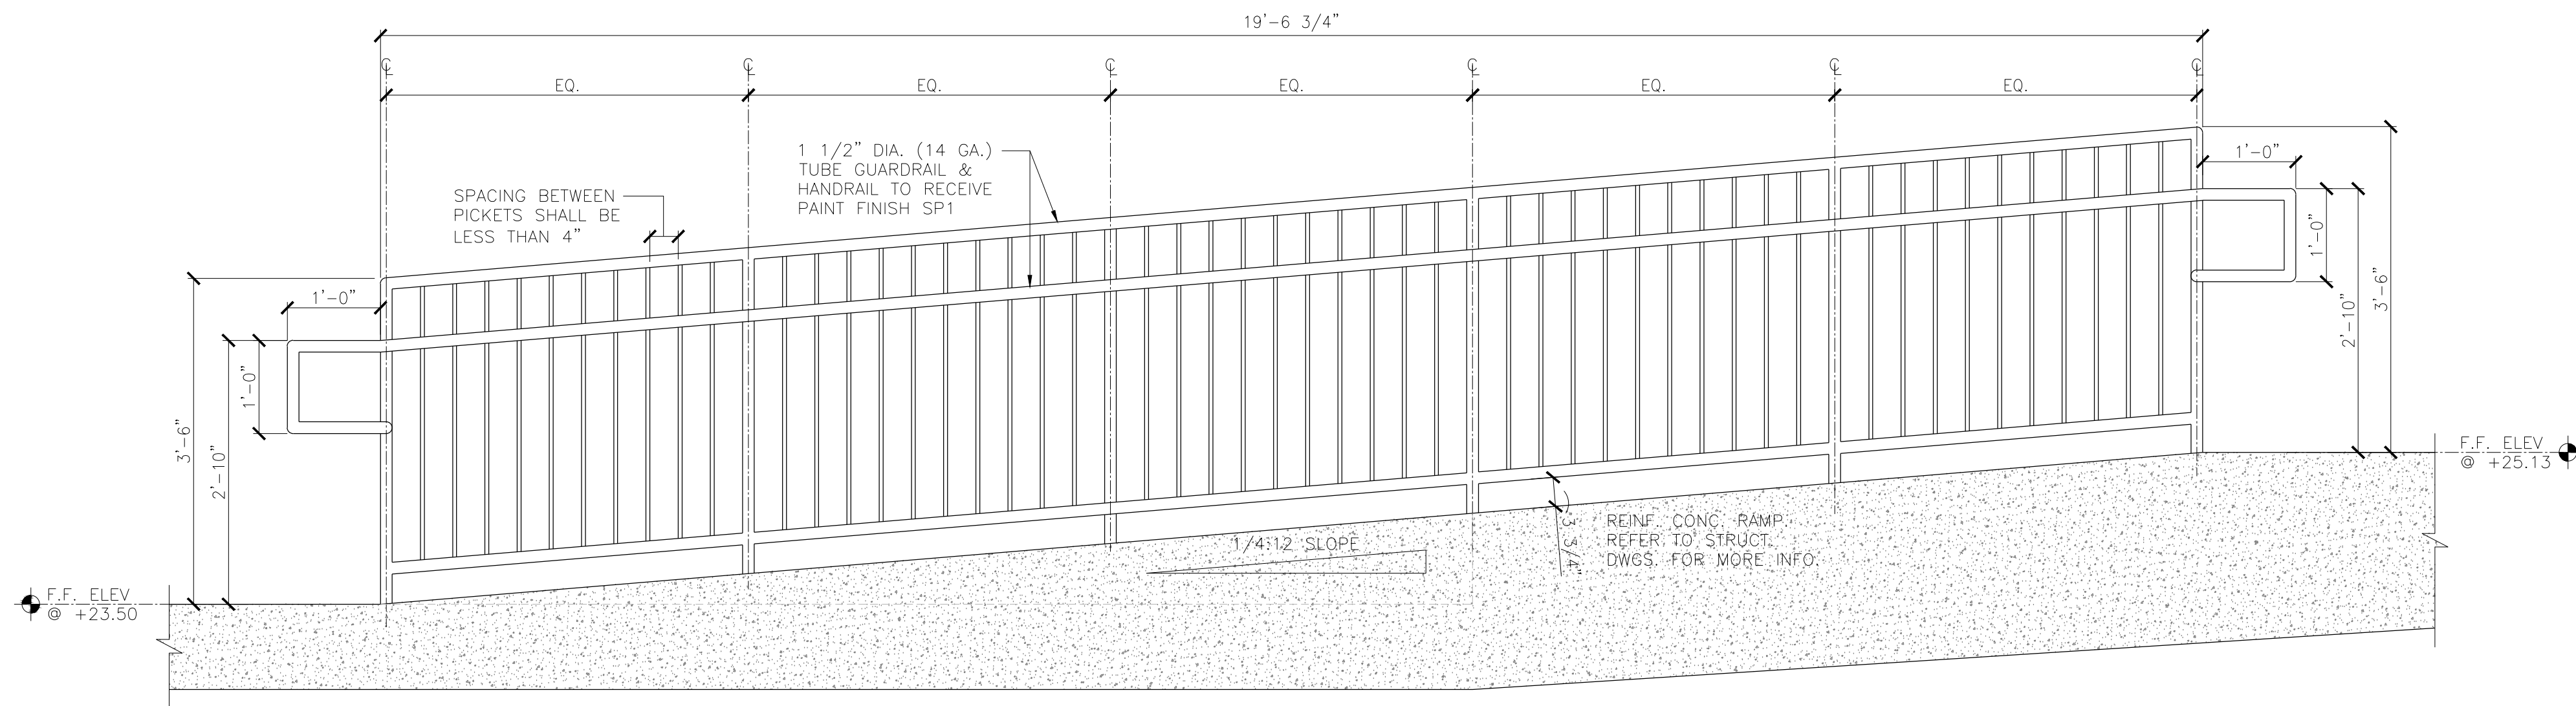 19'-6 3/4"
℄ ℄ ℄ ℄ ℄ ℄
EQ. EQ. EQ. EQ. EQ.
1 1/2" DIA. (14 GA.)
TUBE GUARDRAIL &
HANDRAIL TO RECEIVE
PAINT FINISH SP1
SPACING BETWEEN
PICKETS SHALL BE
LESS THAN 4"
1'-0"
1'-0"
2'-10"
3'-6"
1'-0"
1'-0"
2'-10"
3'-6"
F.F. ELEV
@ +25.13
3 3/4"
REINF. CONC. RAMP.
REFER TO STRUCT.
DWGS. FOR MORE INFO.
1/4:12 SLOPE
F.F. ELEV
@ +23.50